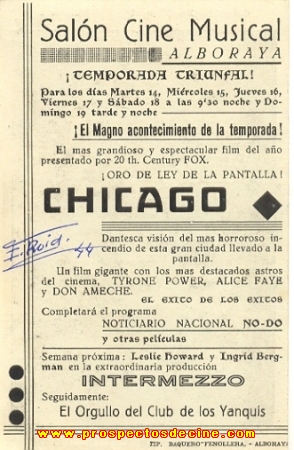 Salón Cine Musical
ALBORAYA
¡TEMPORADA TRIUNFAL!
Para los días Martes 14, Miércoles 15, Jueves 16,
Viernes 17 y Sábado 18 a las 9'30 noche y Do-
mingo 19 tarde y noche
¡El Magno acontecimiento de la temporada!
El mas grandioso y espectacular film del año
presentado por 20 th. Century FOX.
¡ORO DE LEY DE LA PANTALLA!
CHICAGO
Dantesca visión del mas horroroso in-
cendio de esta gran ciudad llevado a la
pantalla.
44
Un film gigante con los mas destacados astros
del cinema, TYRONE POWER, ALICE FAYE
y DON AMECHE.
EL EXITO DE LOS EXITOS
Completará el programa
NOTICIARIO NACIONAL NO-DO
y otras películas
Semana próxima: Leslie Howard e Ingrid Berg-
man en la extraordinaria producción
INTERMEZZO
Seguidamente:
El Orgullo del Club de los Yanquis
www.prospectosdecine.com
TIP. BAQUERO-FENOLLERA, - ALBORAYA